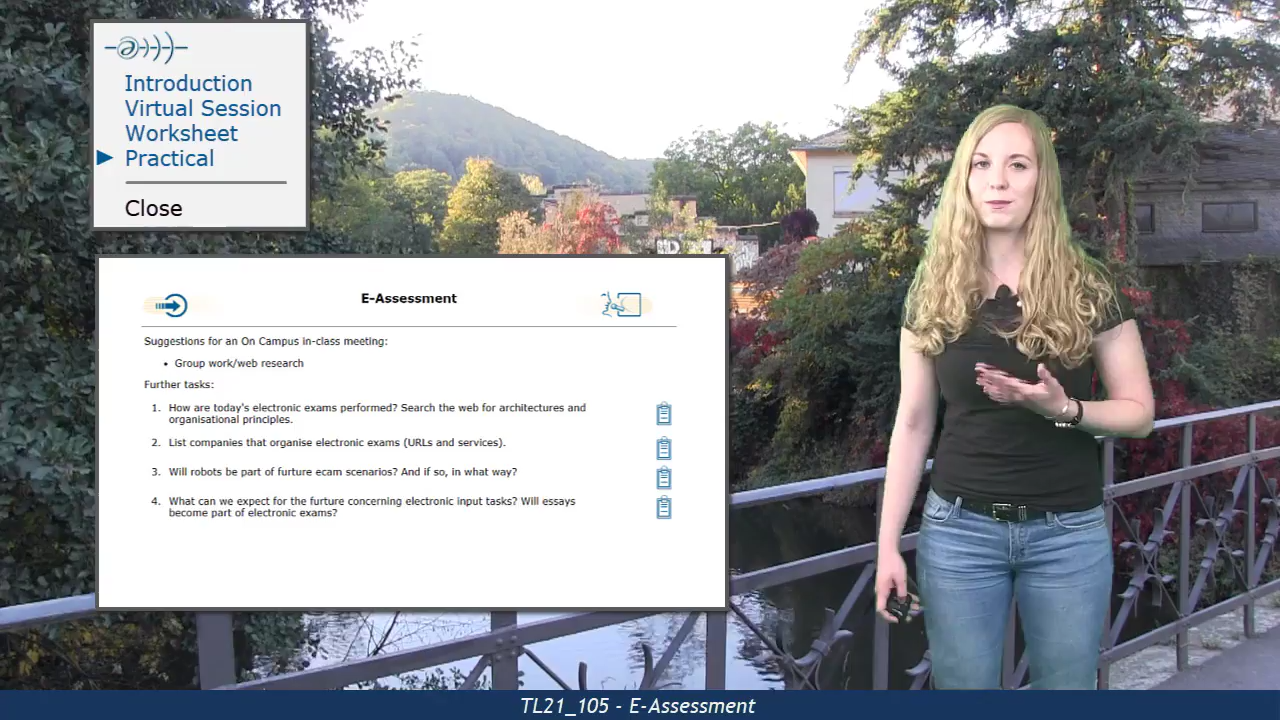 Introduction
Virtual Session
Worksheet
Practical
Close
E-Assessment
Suggestions for an On Campus in-class meeting:
• Group work/web research
Further tasks:
1. How are today's electronic exams performed? Search the web for architectures and
organisational principles.
2. List companies that organise electronic exams (URLs and services).
3. Will robots be part of furture ecam scenarios? And if so, in what way?
4. What can we expect for the furture concerning electronic input tasks? Will essays
become part of electronic exams?
TL21_105 - E-Assessment